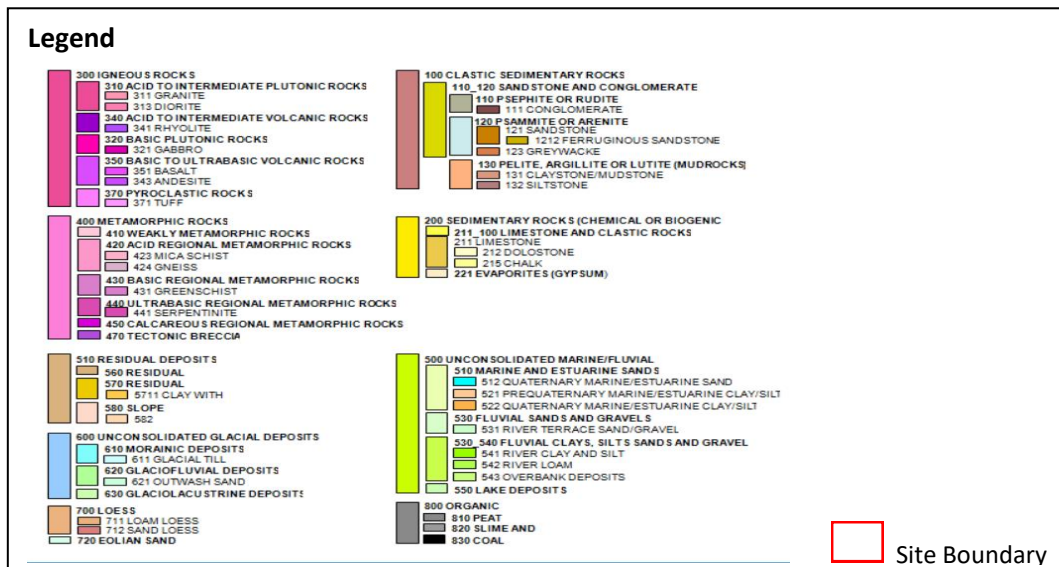 Legend
300 IGNEOUS ROCKS
310 ACID TO INTERMEDIATE PLUTONIC ROCKS
311 GRANITE
313 DIORITE
340 ACID TO INTERMEDIATE VOLCANIC ROCKS
341 RHYOLITE
320 BASIC PLUTONIC ROCKS
321 GABBRO
350 BASIC TO ULTRABASIC VOLCANIC ROCKS
351 BASALT
343 ANDESITE
370 PYROCLASTIC ROCKS
371 TUFF
400 METAMORPHIC ROCKS
410 WEAKLY METAMORPHIC ROCKS
420 ACID REGIONAL METAMORPHIC ROCKS
423 MICA SCHIST
424 GNEISS
430 BASIC REGIONAL METAMORPHIC ROCKS
431 GREENSCHIST
440 ULTRABASIC REGIONAL METAMORPHIC ROCKS
441 SERPENTINITE
450 CALCAREOUS REGIONAL METAMORPHIC ROCKS
470 TECTONIC BRECCIA
510 RESIDUAL DEPOSITS
560 RESIDUAL
570 RESIDUAL
5711 CLAY WITH
580 SLOPE
582
600 UNCONSOLIDATED GLACIAL DEPOSITS
610 MORAINIC DEPOSITS
611 GLACIAL TILL
620 GLACIOFLUVIAL DEPOSITS
621 OUTWASH SAND
630 GLACIOLACUSTRINE DEPOSITS
700 LOESS
711 LOAM LOESS
712 SAND LOESS
720 EOLIAN SAND
100 CLASTIC SEDIMENTARY ROCKS
110_120 SANDSTONE AND CONGLOMERATE
110 PSEPHITE OR RUDITE
111 CONGLOMERATE
120 PSAMMITE OR ARENITE
121 SANDSTONE
1212 FERRUGINOUS SANDSTONE
123 GREYWACKE
130 PELITE, ARGILLITE OR LUTITE (MUDROCKS)
131 CLAYSTONE/MUDSTONE
132 SILTSTONE
200 SEDIMENTARY ROCKS (CHEMICAL OR BIOGENIC
211_100 LIMESTONE AND CLASTIC ROCKS
211 LIMESTONE
212 DOLOSTONE
215 CHALK
221 EVAPORITES (GYPSUM)
500 UNCONSOLIDATED MARINE/FLUVIAL
510 MARINE AND ESTUARINE SANDS
512 QUATERNARY MARINE/ESTUARINE SAND
521 PREQUATERNARY MARINE/ESTUARINE CLAY/SILT
522 QUATERNARY MARINE/ESTUARINE CLAY/SILT
530 FLUVIAL SANDS AND GRAVELS
531 RIVER TERRACE SAND/GRAVEL
530_540 FLUVIAL CLAYS, SILTS SANDS AND GRAVEL
541 RIVER CLAY AND SILT
542 RIVER LOAM
543 OVERBANK DEPOSITS
550 LAKE DEPOSITS
800 ORGANIC
810 PEAT
820 SLIME AND
830 COAL
Site Boundary